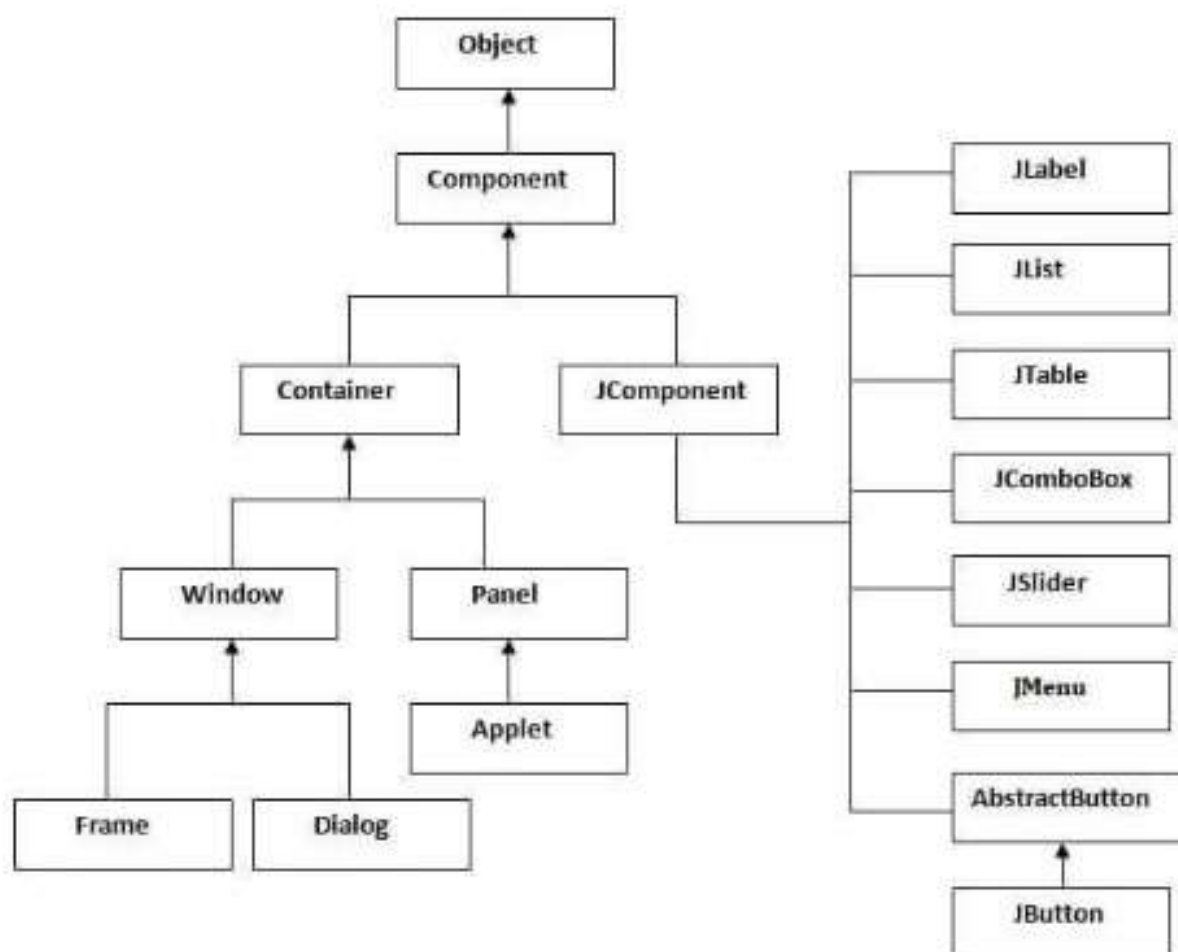 Object
Component
Container
JComponent
Window
Panel
Applet
Frame
Dialog
JLabel
JList
JTable
JComboBox
JSlider
JMenu
AbstractButton
JButton